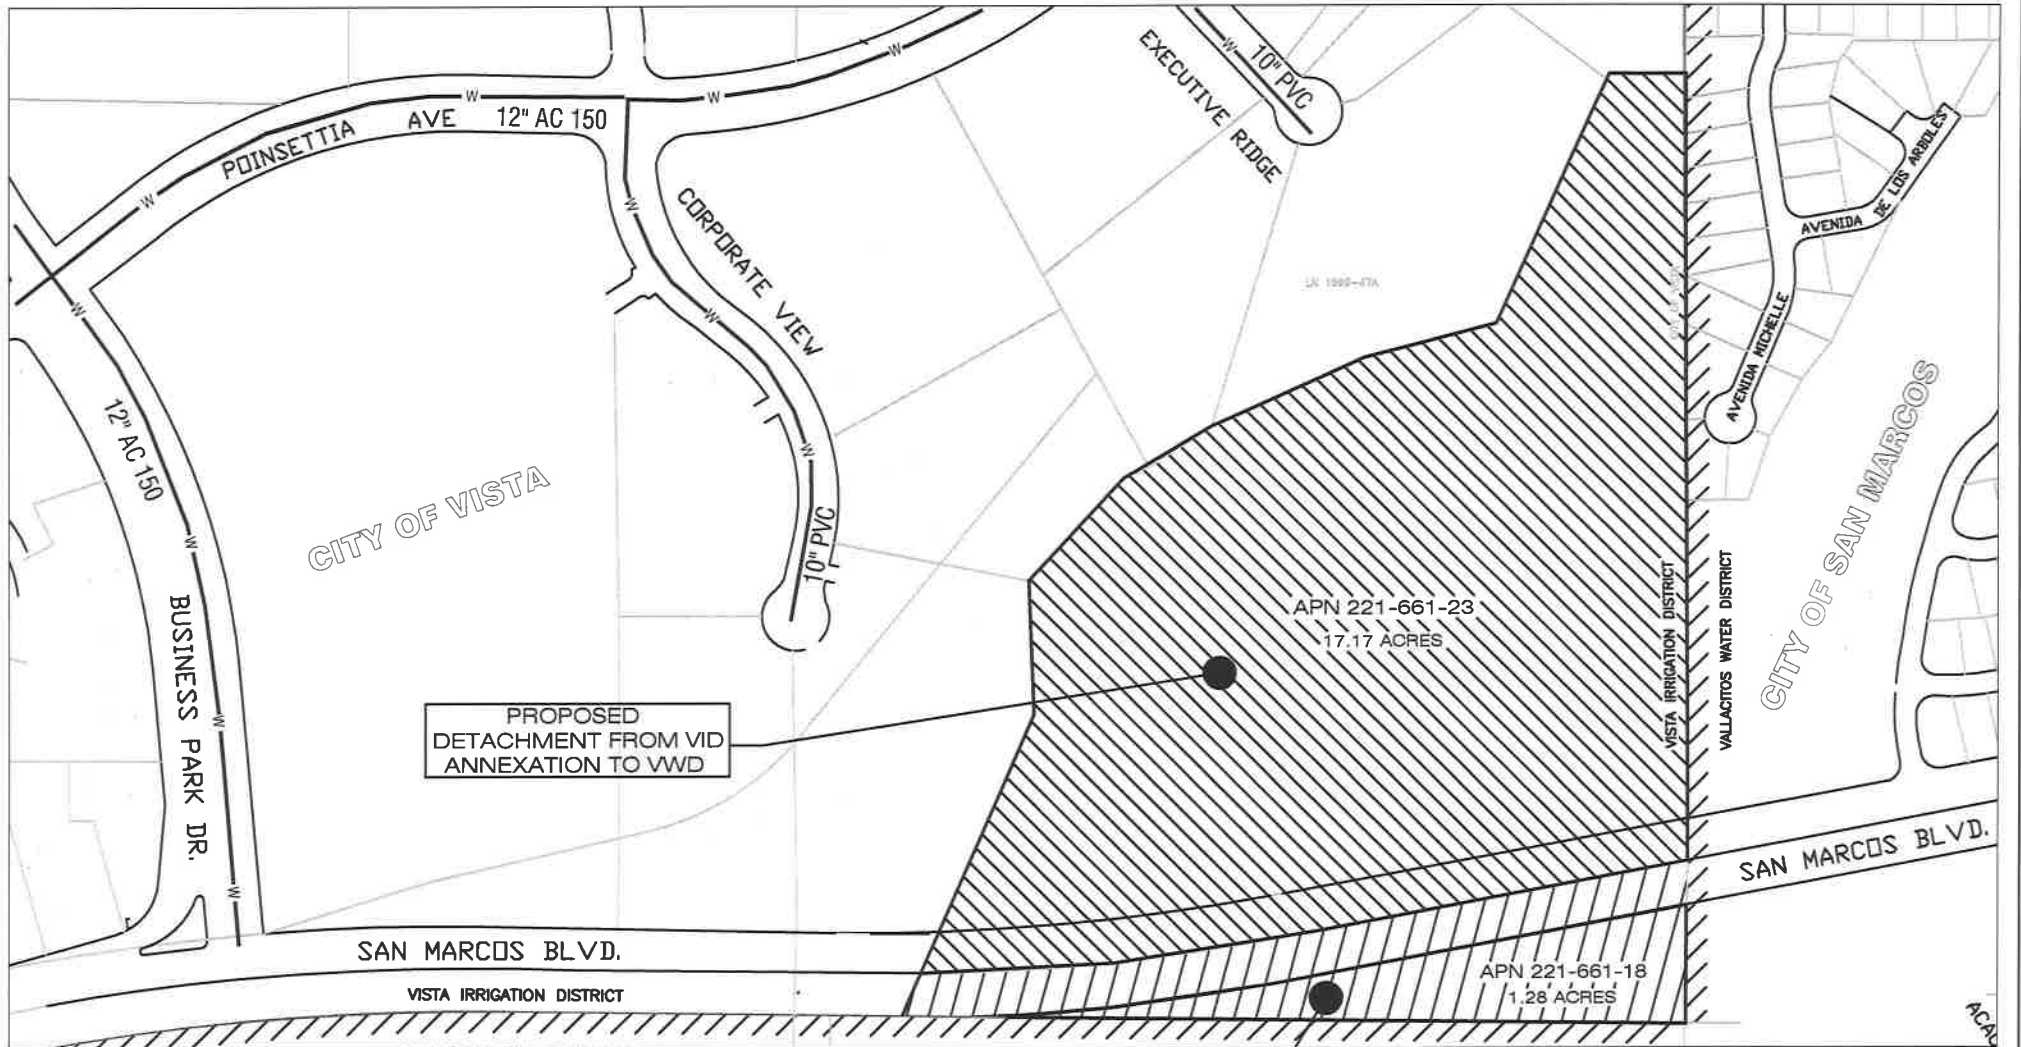 POINSETTIA AVE 12" AC 150
W
W
W
W
EXECUTIVE RIDGE
10" PVC
W
CORPORATE VIEW
W
W
W
10" PVC
12" AC 150
W
W
W
W
BUSINESS PARK DR.
CITY OF VISTA
AVENIDA DE LOS ARBOLES
AVENIDA MICHELLE
CITY OF SAN MARCOS
VISTA IRRIGATION DISTRICT
VALLACITOS WATER DISTRICT
APN 221-661-23
17.17 ACRES
PROPOSED
DETACHMENT FROM VID
ANNEXATION TO VWD
SAN MARCOS BLVD.
SAN MARCOS BLVD.
VISTA IRRIGATION DISTRICT
APN 221-661-18
1.28 ACRES